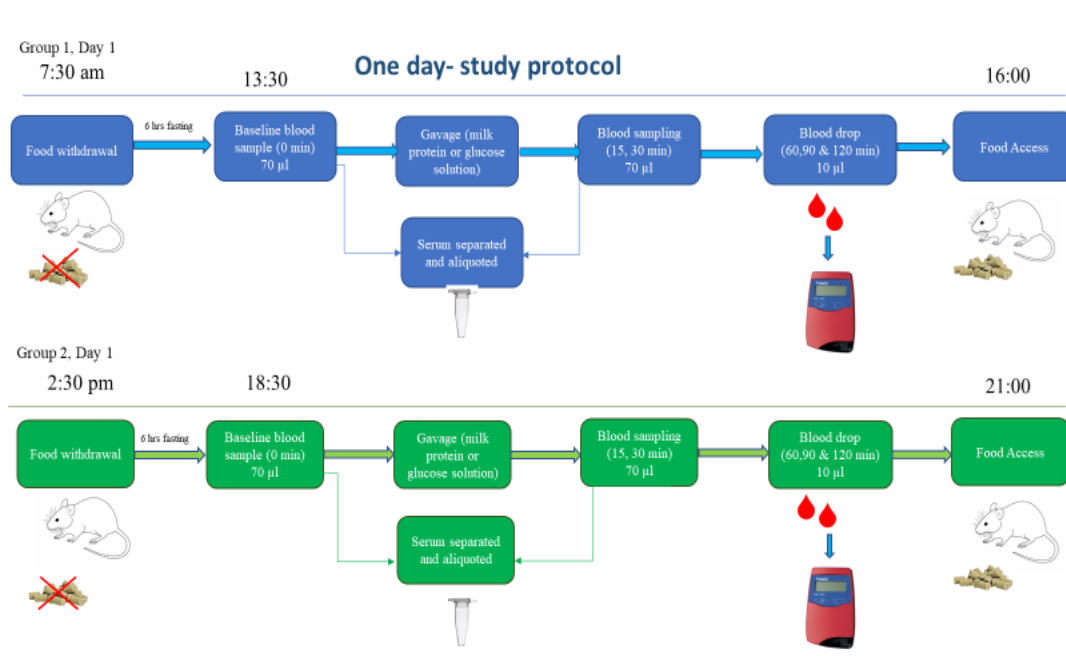 Group 1, Day 1
7:30 am
13:30
One day- study protocol
16:00
Food withdrawal
6 hrs fasting
Baseline blood
sample (0 min)
70 µl
Gavage (milk
protein or glucose
solution)
Blood sampling
(15, 30 min)
70 µl
Blood drop
(60,90 & 120 min)
10 µl
Food Access
Serum separated
and aliquoted
Group 2, Day 1
2:30 pm
18:30
21:00
Food withdrawal
6 hrs fasting
Baseline blood
sample (0 min)
70 µl
Gavage (milk
protein or
glucose solution)
Blood sampling
(15, 30 min)
70 µl
Blood drop
(60,90 & 120 min)
10 µl
Food Access
Serum separated
and aliquoted